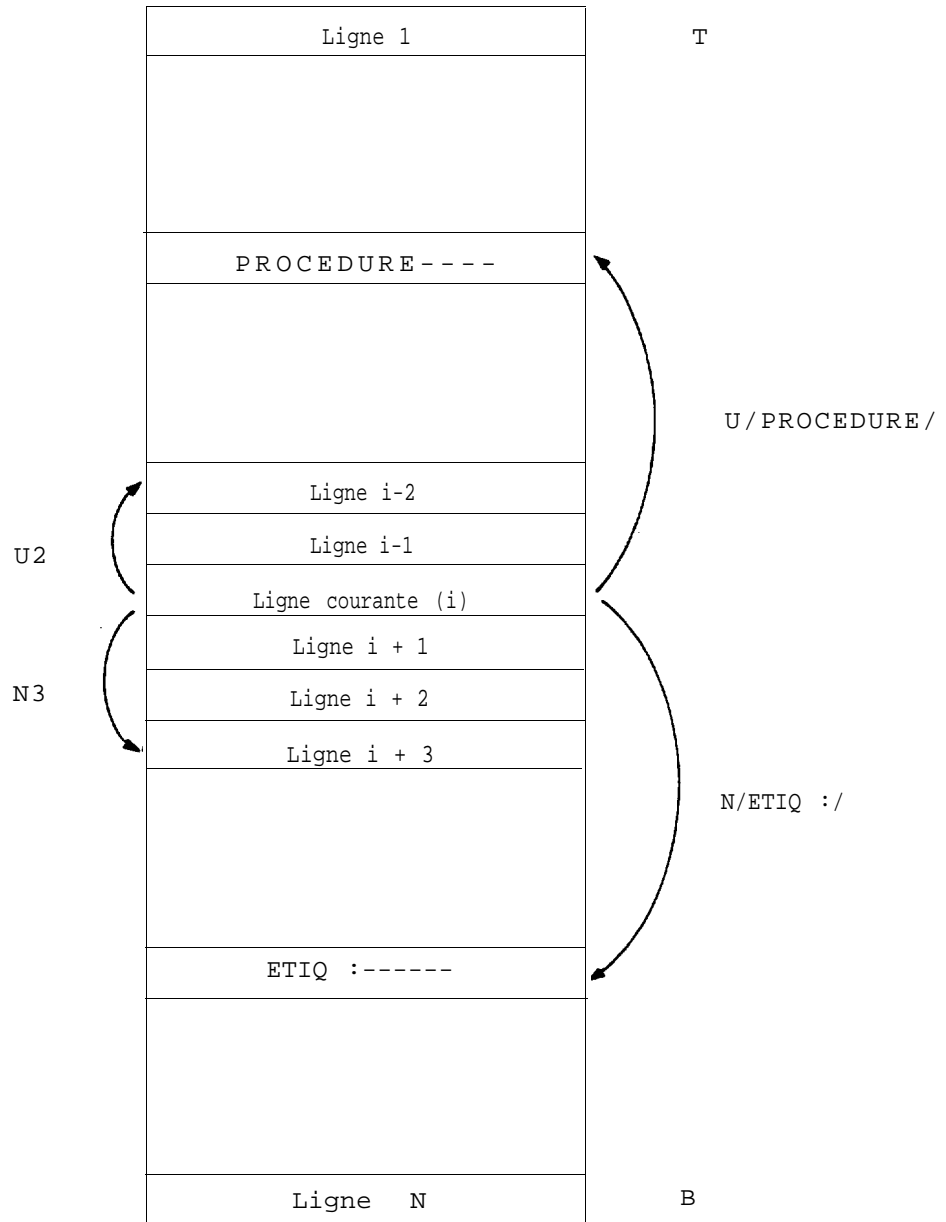 Ligne 1 T
PROCEDURE----
U/PROCEDURE/
Ligne i-2
Ligne i-1
U2
Ligne courante (i)
Ligne i + 1
N3
Ligne i + 2
Ligne i + 3
N/ETIQ :/
ETIQ :------
Ligne N B